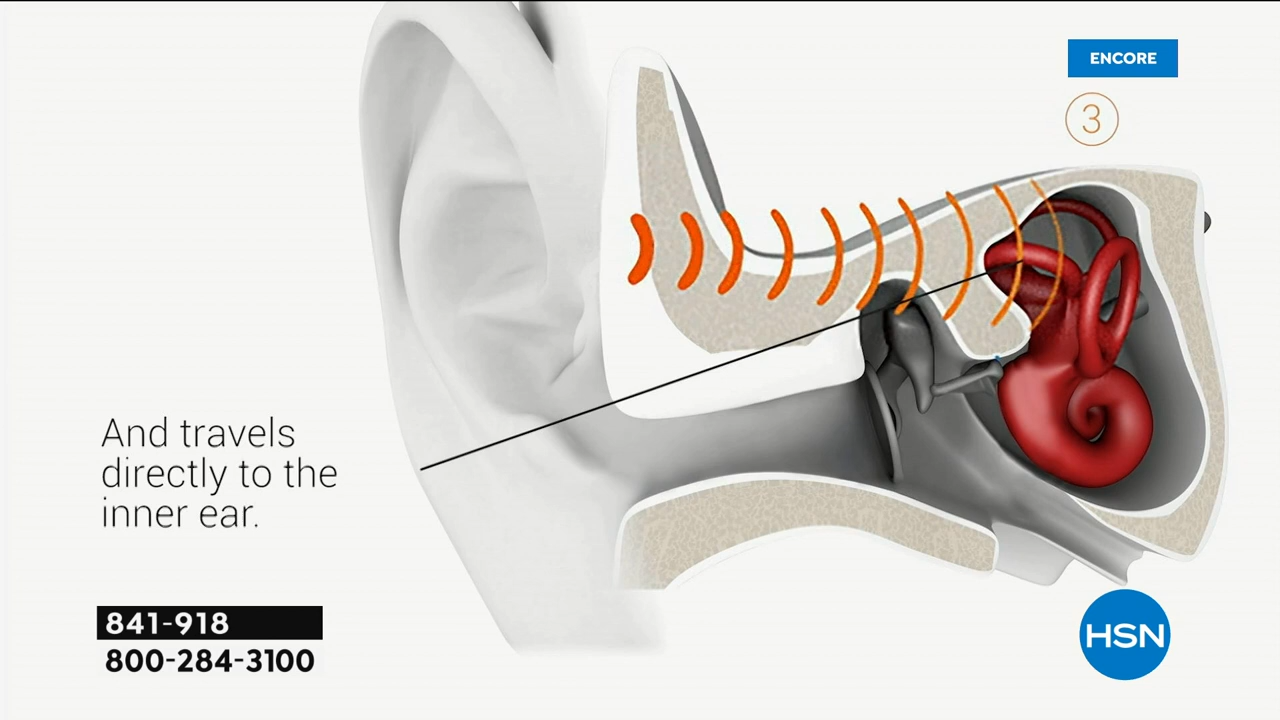 ENCORE
3
And travels
directly to the
inner ear.
841-918
800-284-3100
HSN